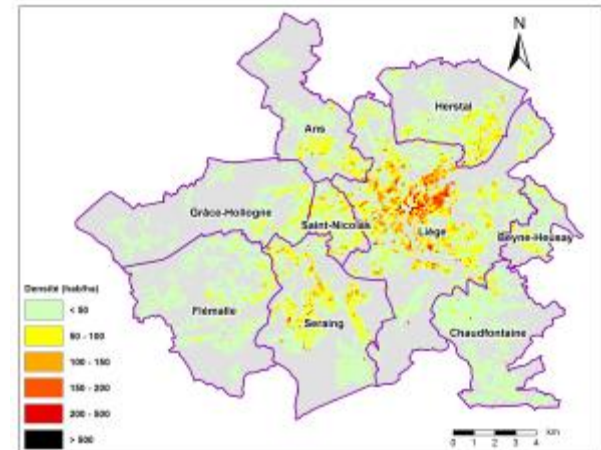 N
Herstal
Ans
Grâce-Hollogne
Saint-Nicolas
Liège
Beyne-Heusay
Flémalle
Seraing
Chaudfontaine
Densité (hab/ha)
< 50
50 - 100
100 - 150
150 - 200
200 - 500
> 500
km
0 1 2 3 4